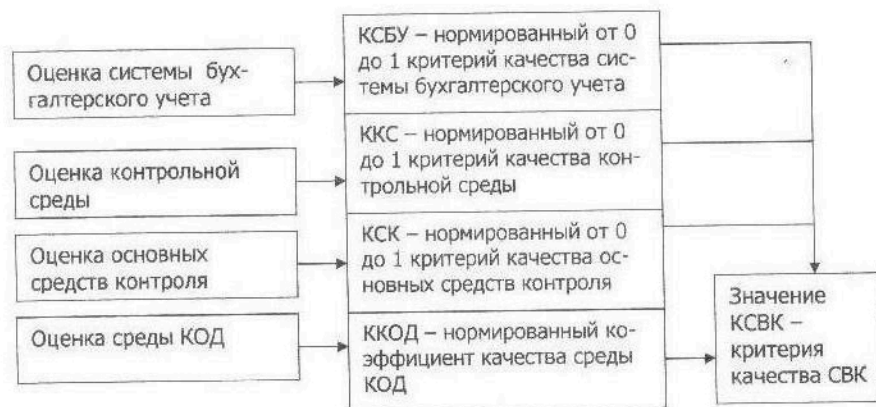 Оценка системы бух-
галтерского учета
КСБУ – нормированный от 0
до 1 критерий качества сис-
темы бухгалтерского учета
Оценка контрольной
среды
ККС – нормированный от 0
до 1 критерий качества кон-
трольной среды
Оценка основных
средств контроля
КСК – нормированный от 0
до 1 критерий качества ос-
новных средств контроля
Оценка среды КОД
ККОД – нормированный ко-
эффициент качества среды
КОД
Значение
КСВК –
критерия
качества СВК